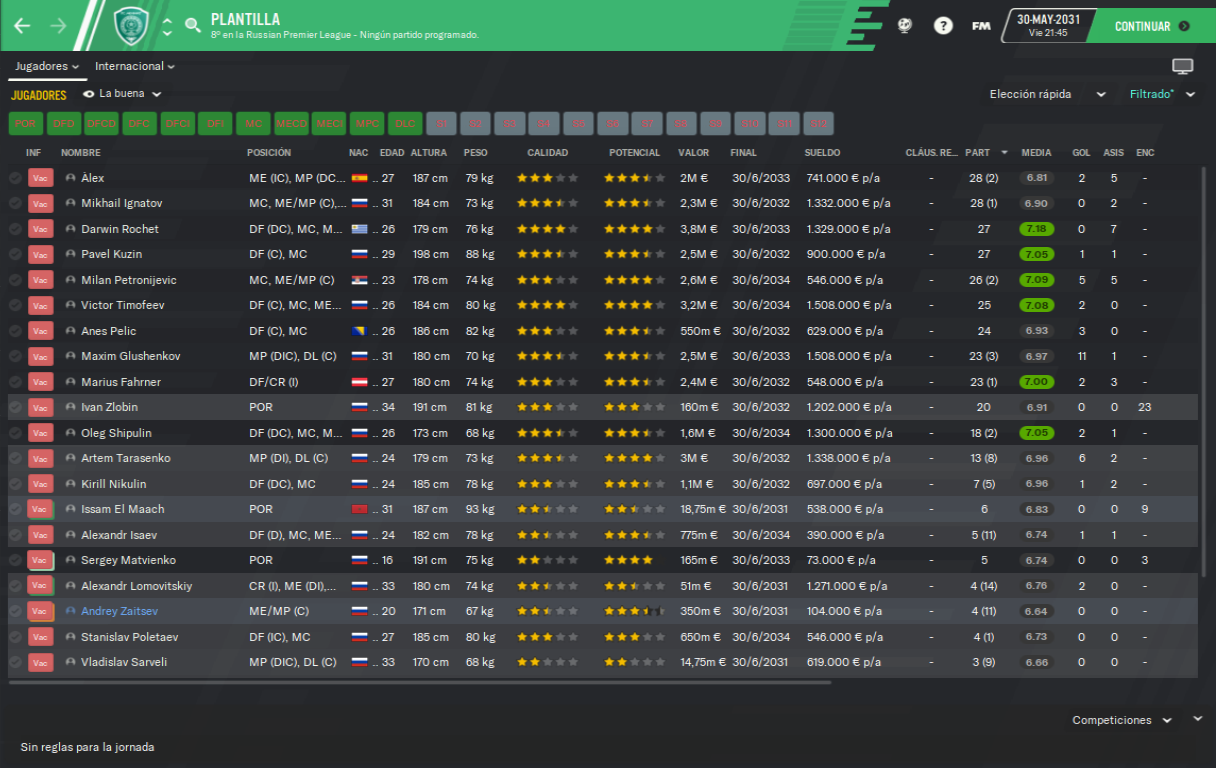 PLANTILLA
8º en la Russian Premier League - Ningún partido programado.
?
FM
30-MAY-2031
Vie 21:45
CONTINUAR
Jugadores Internacional
JUGADORES La buena Elección rápida Filtrado*
POR DFD DFCD DFC DFCI DFI MC MECD MECI MPC DLC S1 S2 S3 S4 S5 S6 S7 S8 S9 S10 S11 S12
INF NOMBRE POSICIÓN NAC EDAD ALTURA PESO CALIDAD POTENCIAL VALOR FINAL SUELDO CLÁUS. RE... PART MEDIA GOL ASIS ENC
Vac Álex ME (IC), MP (DC... .. 27 187 cm 79 kg 2M € 30/6/2033 741.000 € p/a - 28 (2) 6.81 2 5 -
Vac Mikhail Ignatov MC, ME/MP (C),... .. 31 184 cm 73 kg 2,3M € 30/6/2032 1.332.000 € p/a - 28 (1) 6.90 0 2 -
Vac Darwin Rochet DF (DC), MC, M... .. 26 179 cm 76 kg 3,8M € 30/6/2033 1.329.000 € p/a - 27 7.18 0 7 -
Vac Pavel Kuzin DF (C), MC .. 29 198 cm 88 kg 2,5M € 30/6/2032 900.000 € p/a - 27 7.05 1 1 -
Vac Milan Petronijevic MC, ME/MP (C) .. 23 178 cm 74 kg 2,6M € 30/6/2034 546.000 € p/a - 26 (2) 7.09 5 5 -
Vac Victor Timofeev DF (C), MC, ME... .. 26 184 cm 80 kg 3,2M € 30/6/2034 1.508.000 € p/a - 25 7.08 2 0 -
Vac Anes Pelic DF (C), MC .. 26 186 cm 82 kg 550m € 30/6/2032 629.000 € p/a - 24 6.93 3 0 -
Vac Maxim Glushenkov MP (DIC), DL (C) .. 31 180 cm 70 kg 2,5M € 30/6/2033 1.508.000 € p/a - 23 (3) 6.97 11 1 -
Vac Marius Fahrner DF/CR (I) .. 27 180 cm 74 kg 2,4M € 30/6/2032 548.000 € p/a - 23 (1) 7.00 2 3 -
Vac Ivan Zlobin POR .. 34 191 cm 81 kg 160m € 30/6/2032 1.202.000 € p/a - 20 6.91 0 0 23
Vac Oleg Shipulin DF (DC), MC, M... .. 26 173 cm 68 kg 1,6M € 30/6/2034 1.300.000 € p/a - 18 (2) 7.05 2 1 -
Vac Artem Tarasenko MP (DI), DL (C) .. 24 179 cm 73 kg 3M € 30/6/2032 1.338.000 € p/a - 13 (8) 6.96 6 2 -
Vac Kirill Nikulin DF (DC), MC .. 24 185 cm 78 kg 1,1M € 30/6/2032 697.000 € p/a - 7 (5) 6.96 1 2 -
Vac Issam El Maach POR .. 31 187 cm 93 kg 18,75m € 30/6/2031 538.000 € p/a - 6 6.83 0 0 9
Vac Alexandr Isaev DF (D), MC, ME... .. 24 182 cm 78 kg 775m € 30/6/2034 390.000 € p/a - 5 (11) 6.74 1 1 -
Vac Sergey Matvienko POR .. 16 191 cm 75 kg 165m € 30/6/2033 73.000 € p/a - 5 6.74 0 0 3
Vac Alexandr Lomovitskiy CR (I), ME (DI),... .. 33 180 cm 74 kg 51m € 30/6/2031 1.271.000 € p/a - 4 (14) 6.76 2 0 -
Vac Andrey Zaitsev ME/MP (C) .. 20 171 cm 67 kg 350m € 30/6/2031 104.000 € p/a - 4 (11) 6.64 0 0 -
Vac Stanislav Poletaev DF (IC), MC .. 27 185 cm 80 kg 650m € 30/6/2034 546.000 € p/a - 4 (1) 6.73 0 0 -
Vac Vladislav Sarveli MP (DIC), DL (C) .. 33 170 cm 68 kg 14,75m € 30/6/2031 619.000 € p/a - 3 (9) 6.66 0 0 -
Competiciones
Sin reglas para la jornada